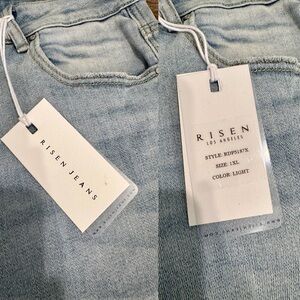 RISEN JEANS
RISEN
LOS ANGELES
STYLE: RDP5187X
SIZE: 1XL
COLOR: LIGHT